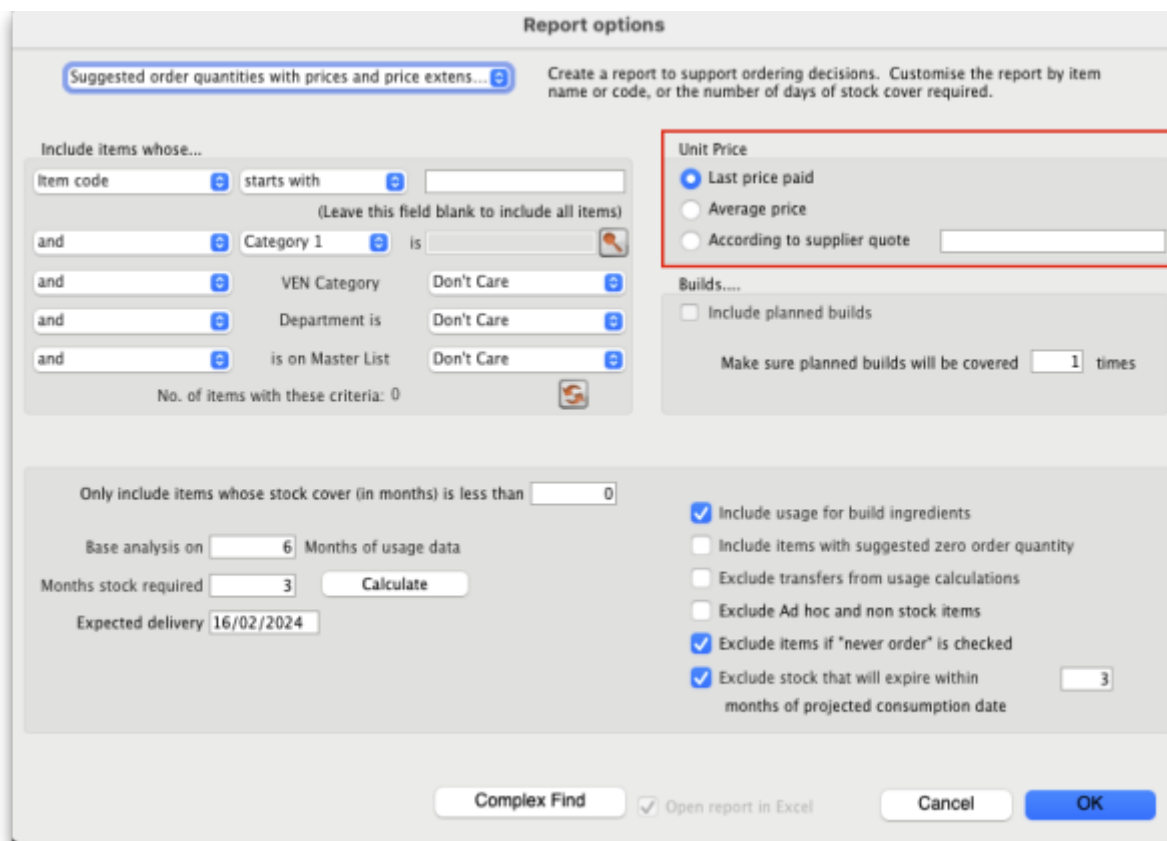 Report options
Suggested order quantities with prices and price extens...
Create a report to support ordering decisions. Customise the report by item
name or code, or the number of days of stock cover required.
Include items whose...
Item code starts with
(Leave this field blank to include all items)
and Category 1 is
and VEN Category Don't Care
and Department is Don't Care
and is on Master List Don't Care
No. of items with these criteria: 0
Unit Price
Last price paid
Average price
According to supplier quote
Builds....
Include planned builds
Make sure planned builds will be covered 1 times
Only include items whose stock cover (in months) is less than 0
Base analysis on 6 Months of usage data
Months stock required 3 Calculate
Expected delivery 16/02/2024
Include usage for build ingredients
Include items with suggested zero order quantity
Exclude transfers from usage calculations
Exclude Ad hoc and non stock items
Exclude items if "never order" is checked
Exclude stock that will expire within 3
months of projected consumption date
Complex Find Open report in Excel Cancel OK